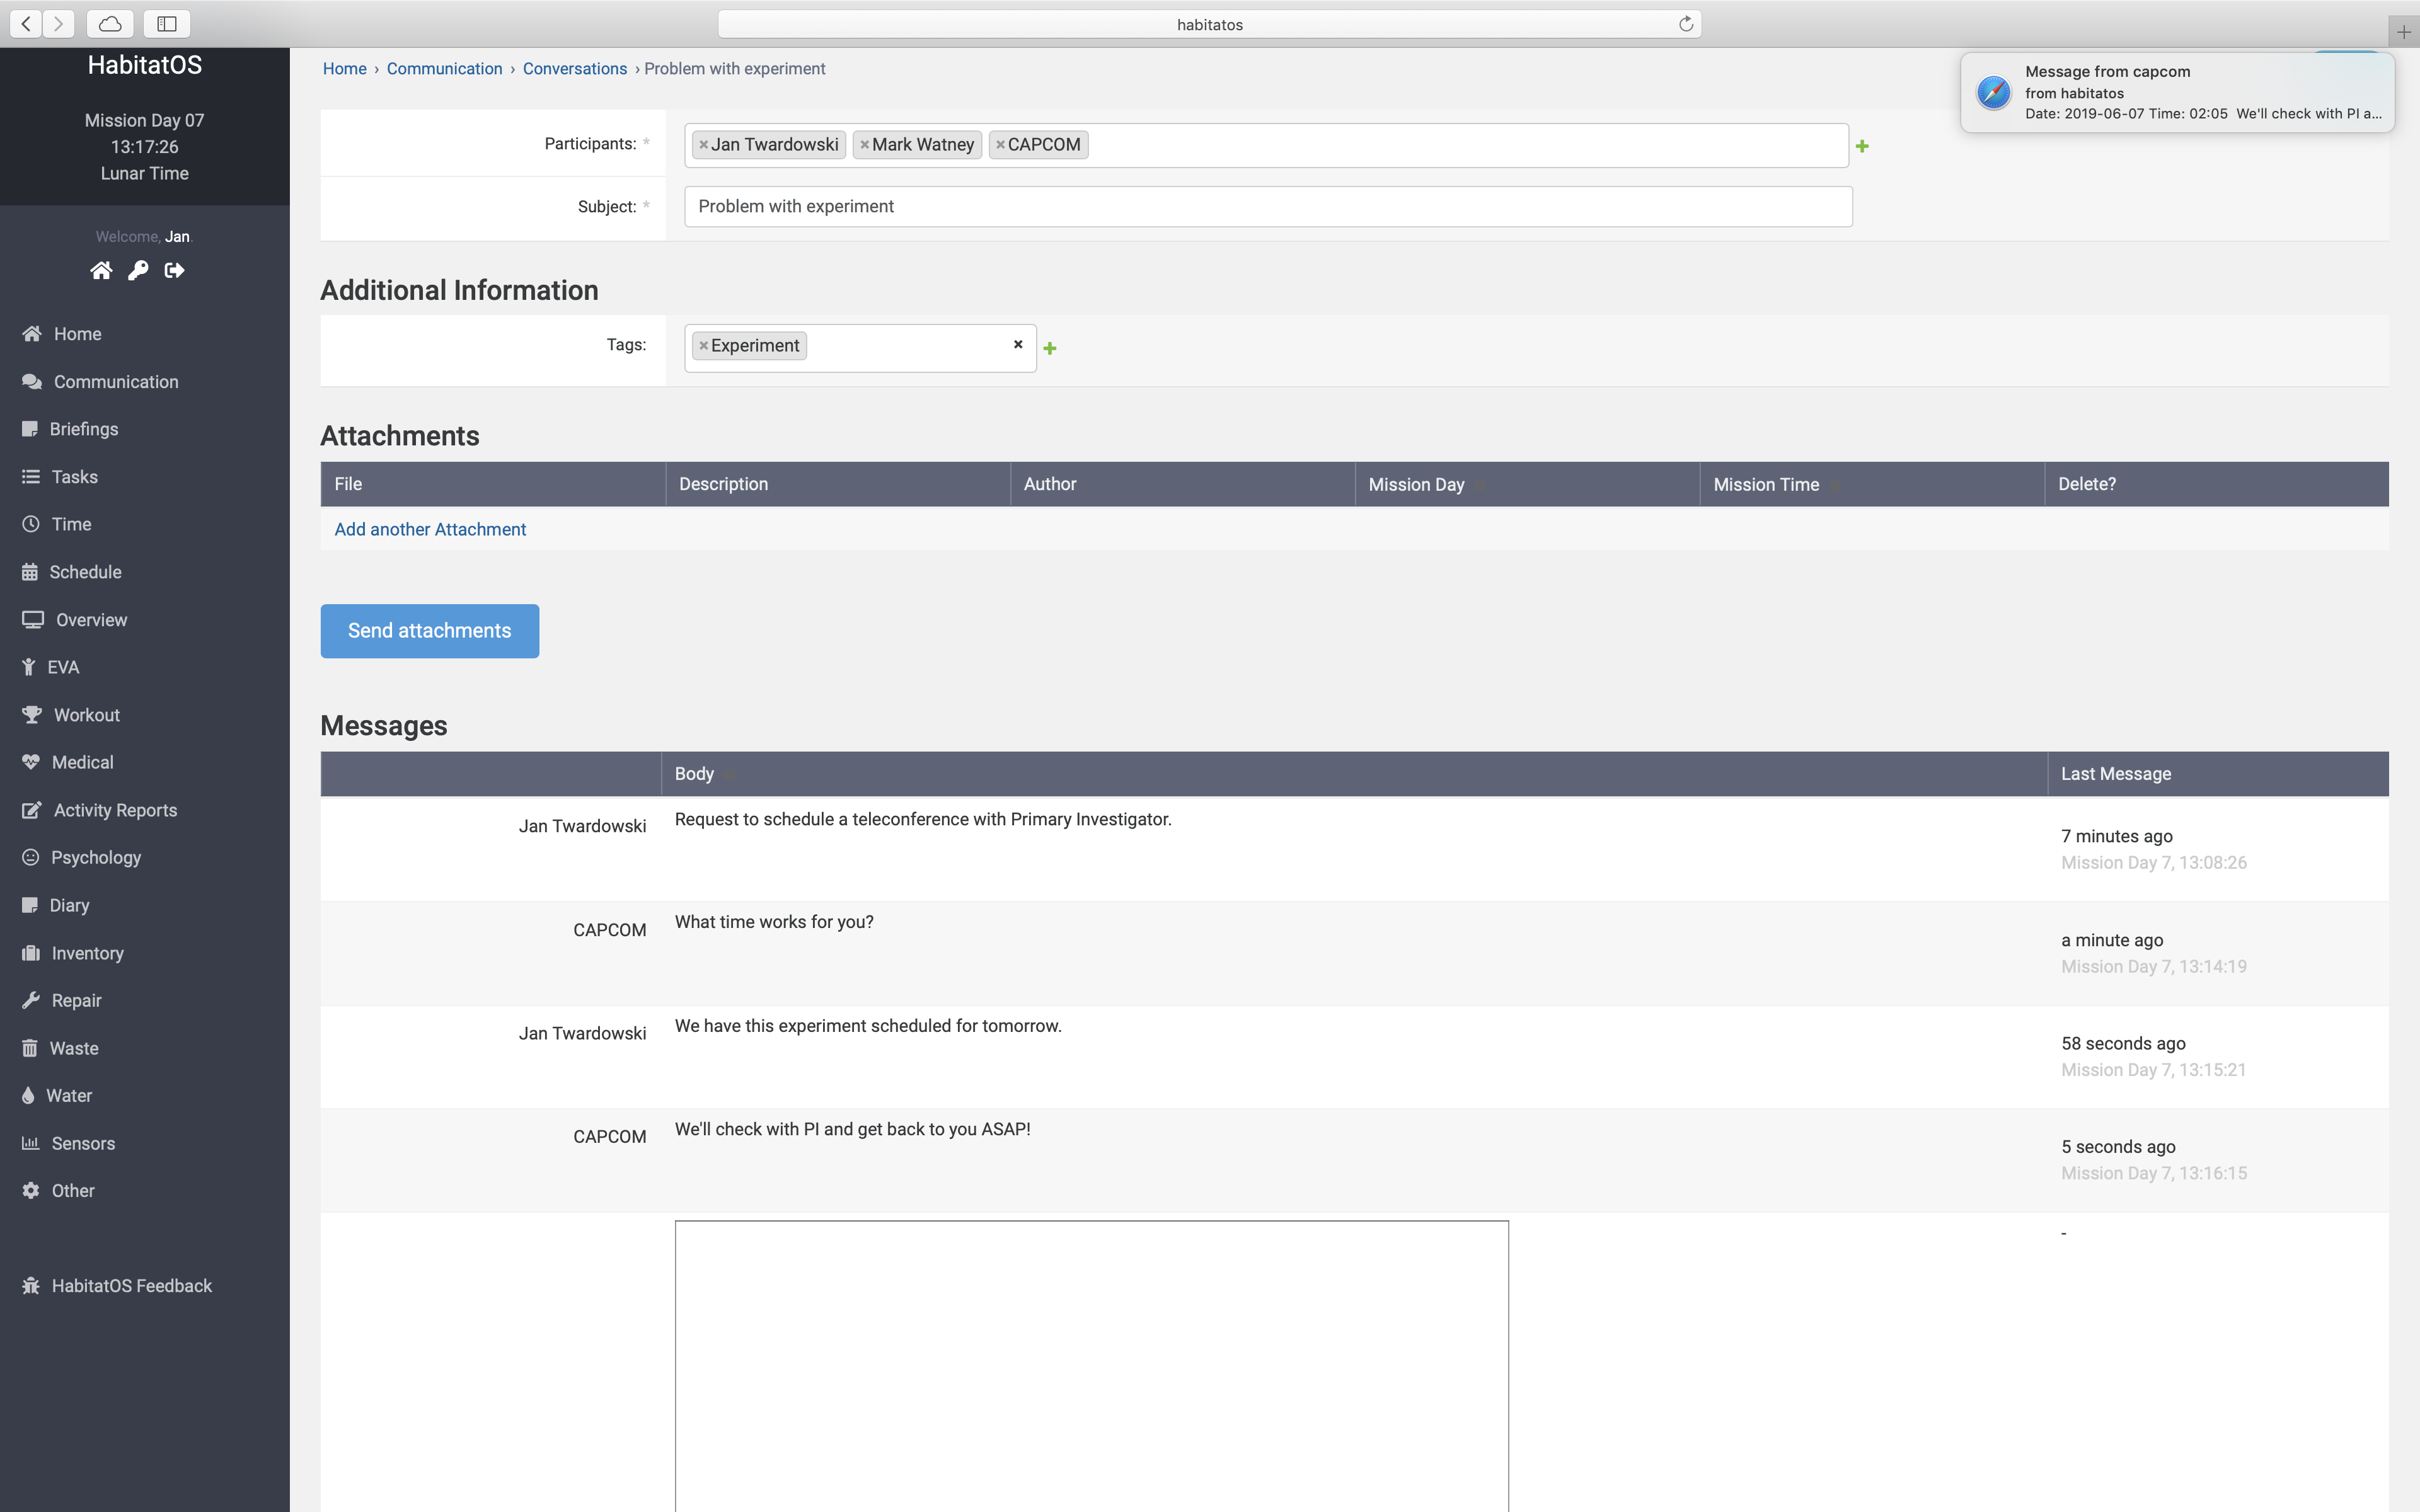 habitatos
HabitatOS
Mission Day 07
13:17:26
Lunar Time
Welcome, Jan.
Home
Communication
Briefings
Tasks
Time
Schedule
Overview
EVA
Workout
Medical
Activity Reports
Psychology
Diary
Inventory
Repair
Waste
Water
Sensors
Other
HabitatOS Feedback
Home › Communication › Conversations › Problem with experiment
Message from capcom
from habitatos
Date: 2019-06-07 Time: 02:05 We'll check with PI a...
Participants: * ×Jan Twardowski ×Mark Watney ×CAPCOM
Subject: * Problem with experiment
Additional Information
Tags: ×Experiment ×
Attachments
File Description Author Mission Day Mission Time Delete?
Add another Attachment
Send attachments
Messages
Body Last Message
Jan Twardowski Request to schedule a teleconference with Primary Investigator. 7 minutes ago
Mission Day 7, 13:08:26
CAPCOM What time works for you? a minute ago
Mission Day 7, 13:14:19
Jan Twardowski We have this experiment scheduled for tomorrow. 58 seconds ago
Mission Day 7, 13:15:21
CAPCOM We'll check with PI and get back to you ASAP! 5 seconds ago
Mission Day 7, 13:16:15
-